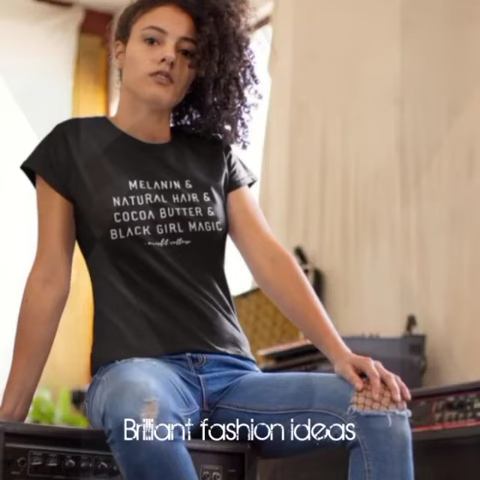 MELANIN &
NATURAL HAIR &
COCOA BUTTER &
BLACK GIRL MAGIC
Brilliant fashion ideas